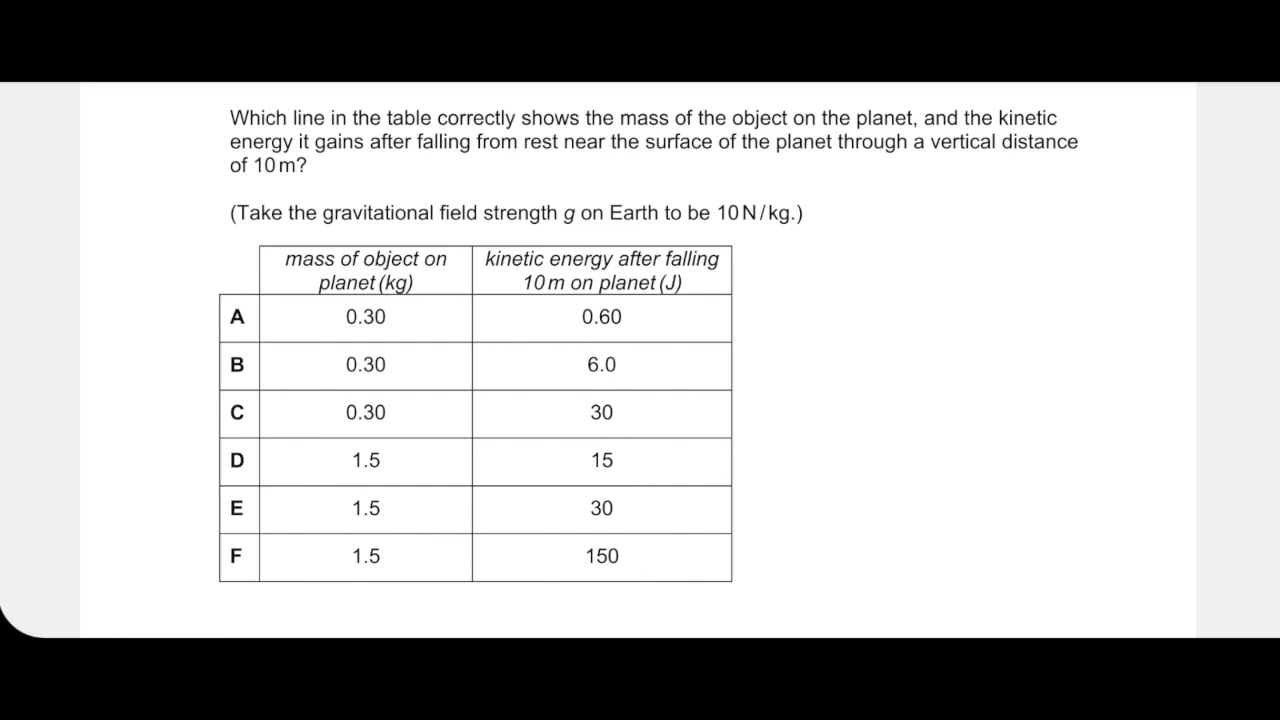 Which line in the table correctly shows the mass of the object on the planet, and the kinetic
energy it gains after falling from rest near the surface of the planet through a vertical distance
of 10 m?
(Take the gravitational field strength g on Earth to be 10 N / kg.)
mass of object on planet (kg) kinetic energy after falling 10 m on planet (J)
A 0.30 0.60
B 0.30 6.0
C 0.30 30
D 1.5 15
E 1.5 30
F 1.5 150